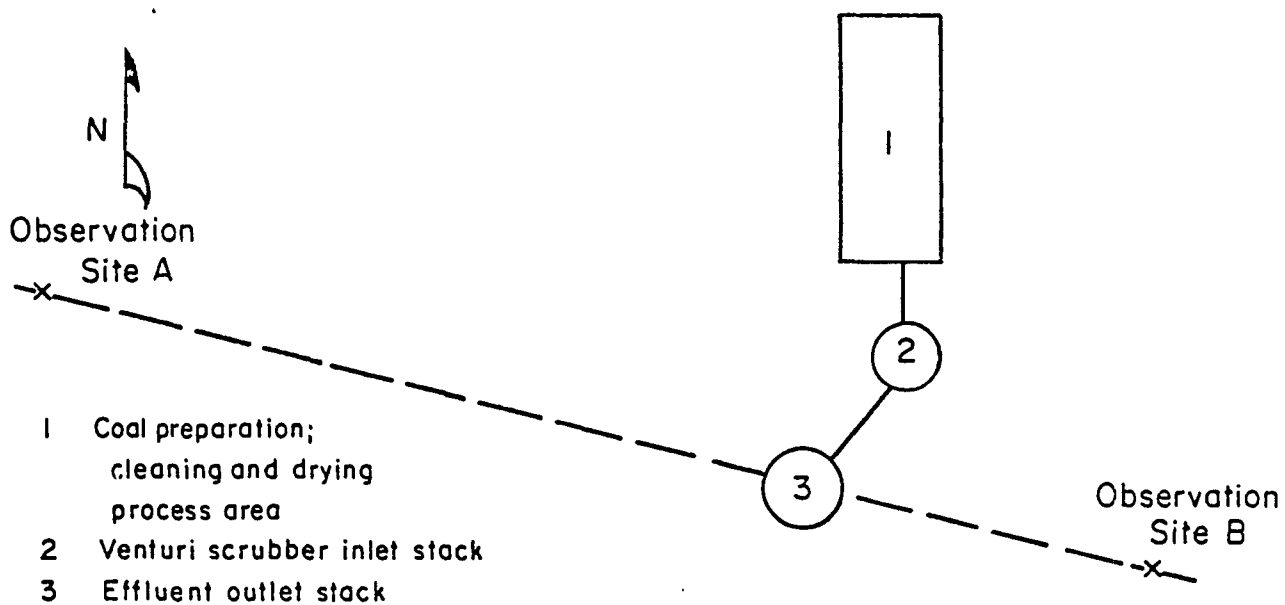 N
Observation
Site A
1
2
3
Observation
Site B
1 Coal preparation;
cleaning and drying
process area
2 Venturi scrubber inlet stack
3 Effluent outlet stack